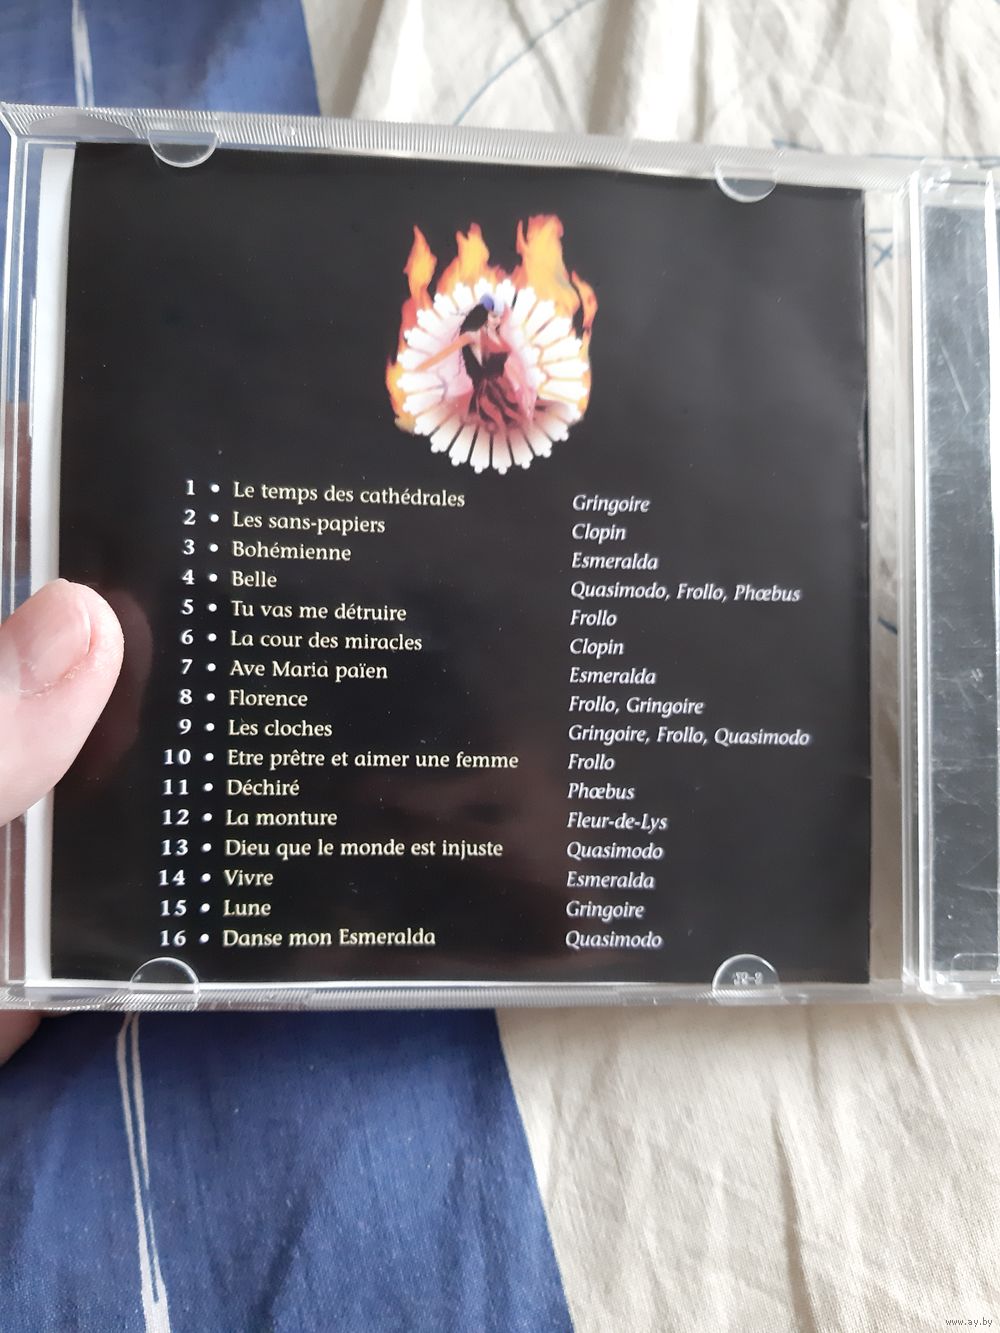 1 • Le temps des cathédrales Gringoire
2 • Les sans-papiers Clopin
3 • Bohémienne Esmeralda
4 • Belle Quasimodo, Frollo, Phœbus
5 • Tu vas me détruire Frollo
6 • La cour des miracles Clopin
7 • Ave Maria païen Esmeralda
8 • Florence Frollo, Gringoire
9 • Les cloches Gringoire, Frollo, Quasimodo
10 • Etre prêtre et aimer une femme Frollo
11 • Déchiré Phœbus
12 • La monture Fleur-de-Lys
13 • Dieu que le monde est injuste Quasimodo
14 • Vivre Esmeralda
15 • Lune Gringoire
16 • Danse mon Esmeralda Quasimodo
www.ay.by